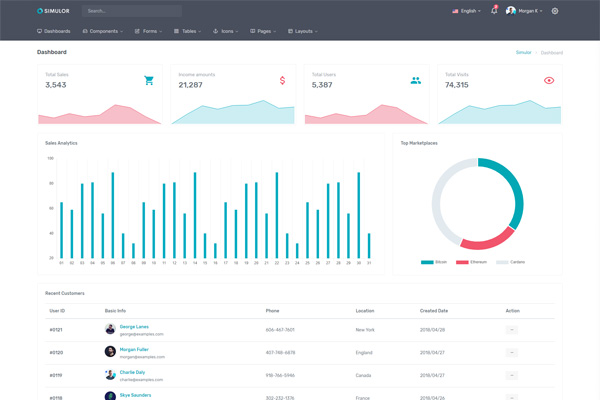 SIMULOR
Search...
English
Morgan K
Dashboards Components Forms Tables Icons Pages Layouts
Dashboard
Simulor Dashboard
Total Sales Income amounts Total Users Total Visits
3,543 21,287 5,387 74,315
Sales Analytics
100
80
60
40
20
01 02 03 04 05 06 07 08 09 10 11 12 13 14 15 16 17 18 19 20 21 22 23 24 25 26 27 28 29 30 31
Top Marketplaces
Bitcoin Ethereum Cardano
Recent Customers
User ID Basic Info Phone Location Created Date Action
#0121 George Lanes 606-467-7601 New York 2018/04/28
george@examples.com
#0120 Morgan Fuller 407-748-6878 England 2018/04/27
morgan@examples.com
#0119 Charlie Daly 918-766-5946 Canada 2018/04/27
charlie@examples.com
#0118 Skye Saunders 302-232-1376 France 2018/04/26